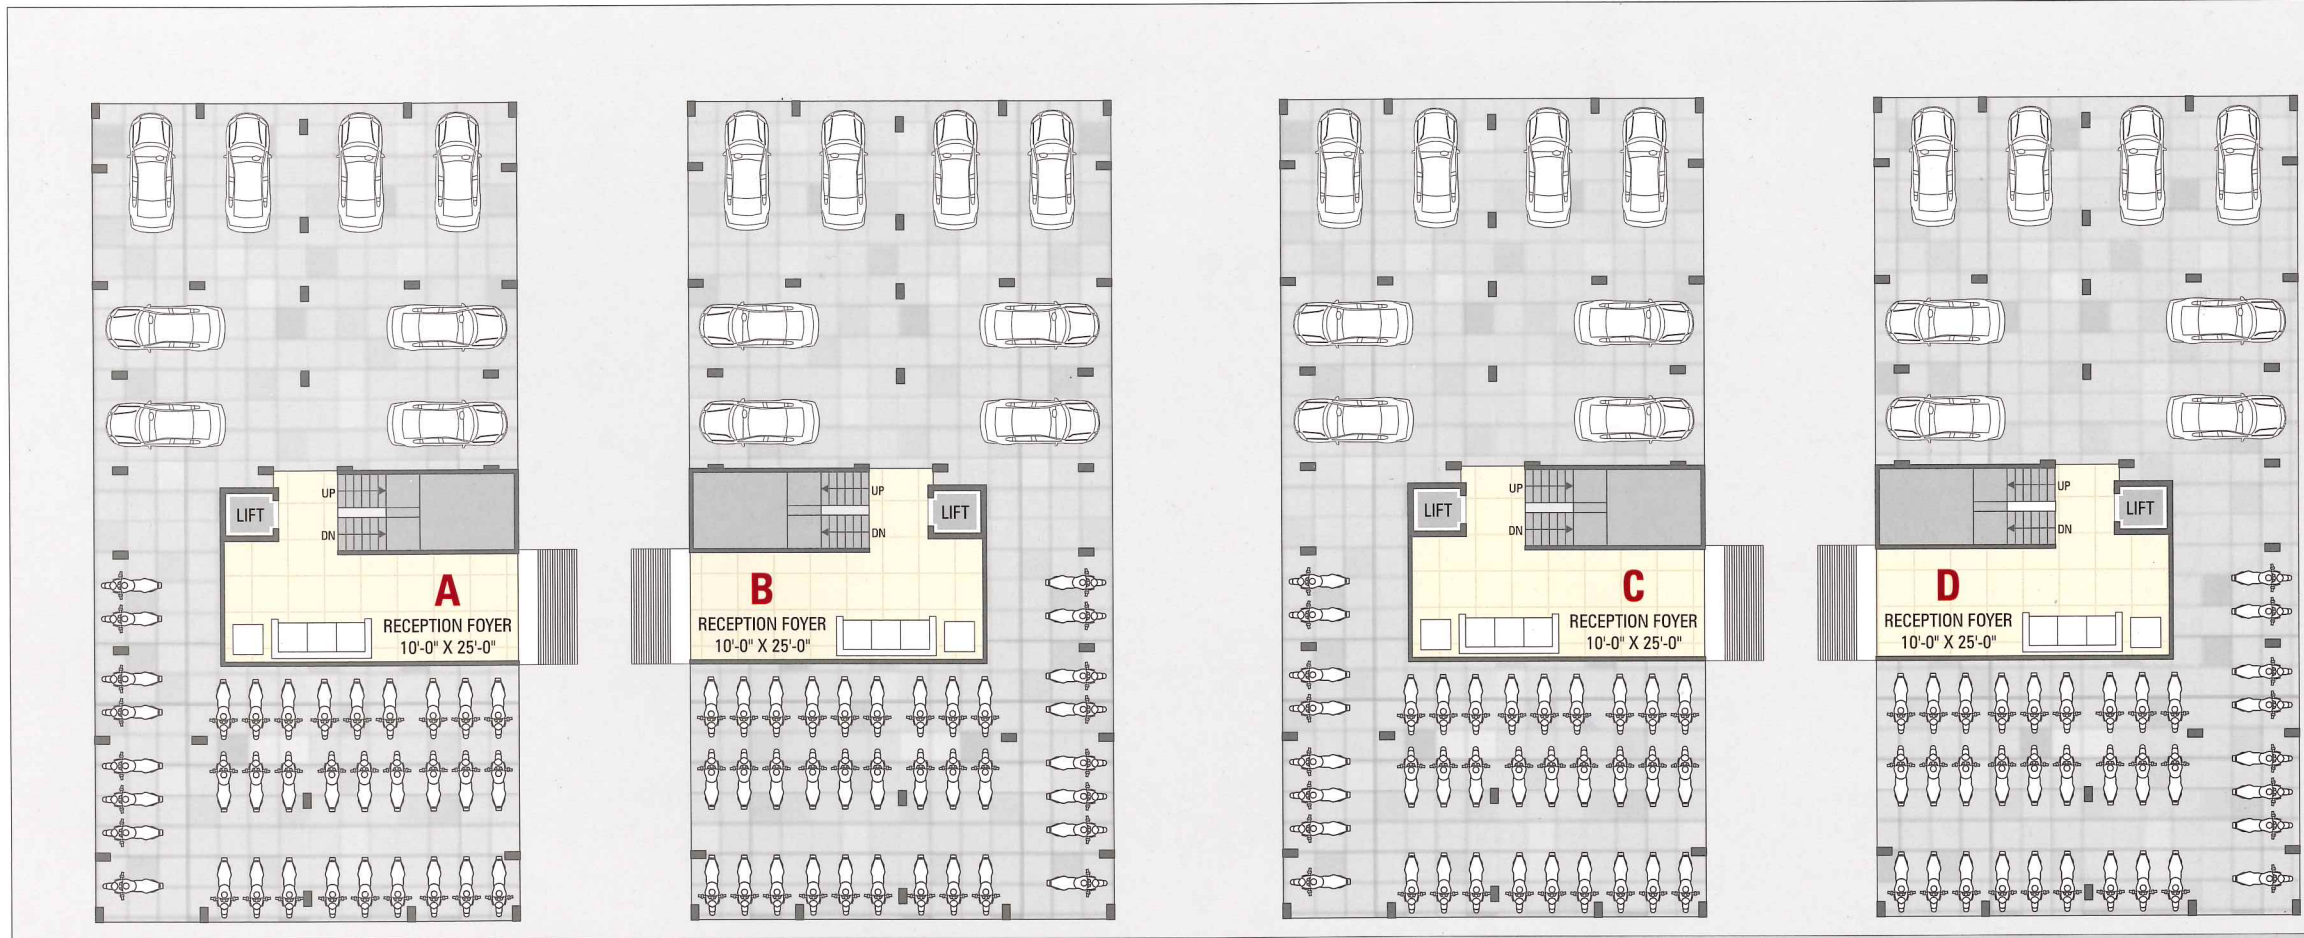 UP
LIFT
DN
A
RECEPTION FOYER
10'-0" X 25'-0"
UP
LIFT
DN
B
RECEPTION FOYER
10'-0" X 25'-0"
UP
LIFT
DN
C
RECEPTION FOYER
10'-0" X 25'-0"
UP
LIFT
DN
D
RECEPTION FOYER
10'-0" X 25'-0"